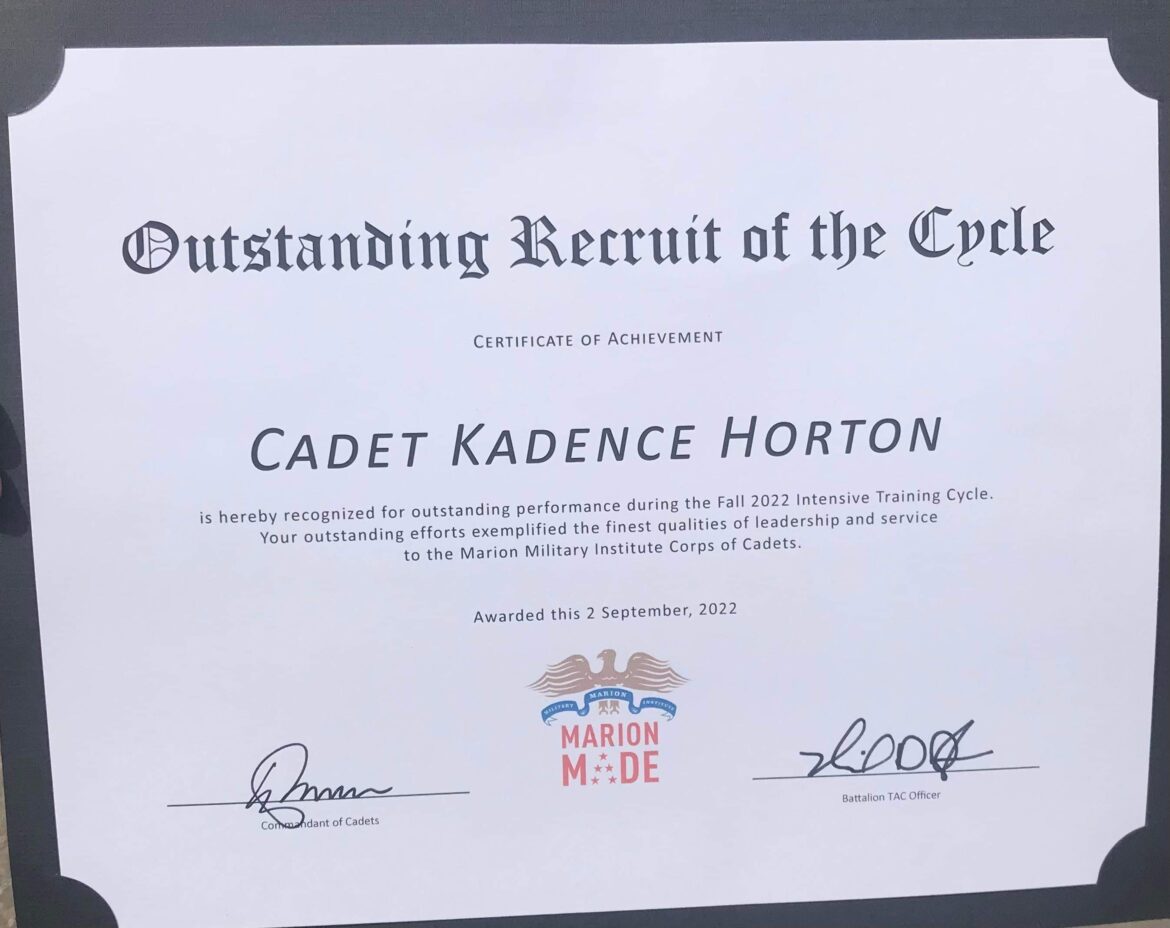 Outstanding Recruit of the Cycle
CERTIFICATE OF ACHIEVEMENT
CADET KADENCE HORTON
is hereby recognized for outstanding performance during the Fall 2022 Intensive Training Cycle.
Your outstanding efforts exemplified the finest qualities of leadership and service
to the Marion Military Institute Corps of Cadets.
Awarded this 2 September, 2022
MILITARY MARION INSTITUTE
MARION
MADE
Commandant of Cadets
Battalion TAC Officer